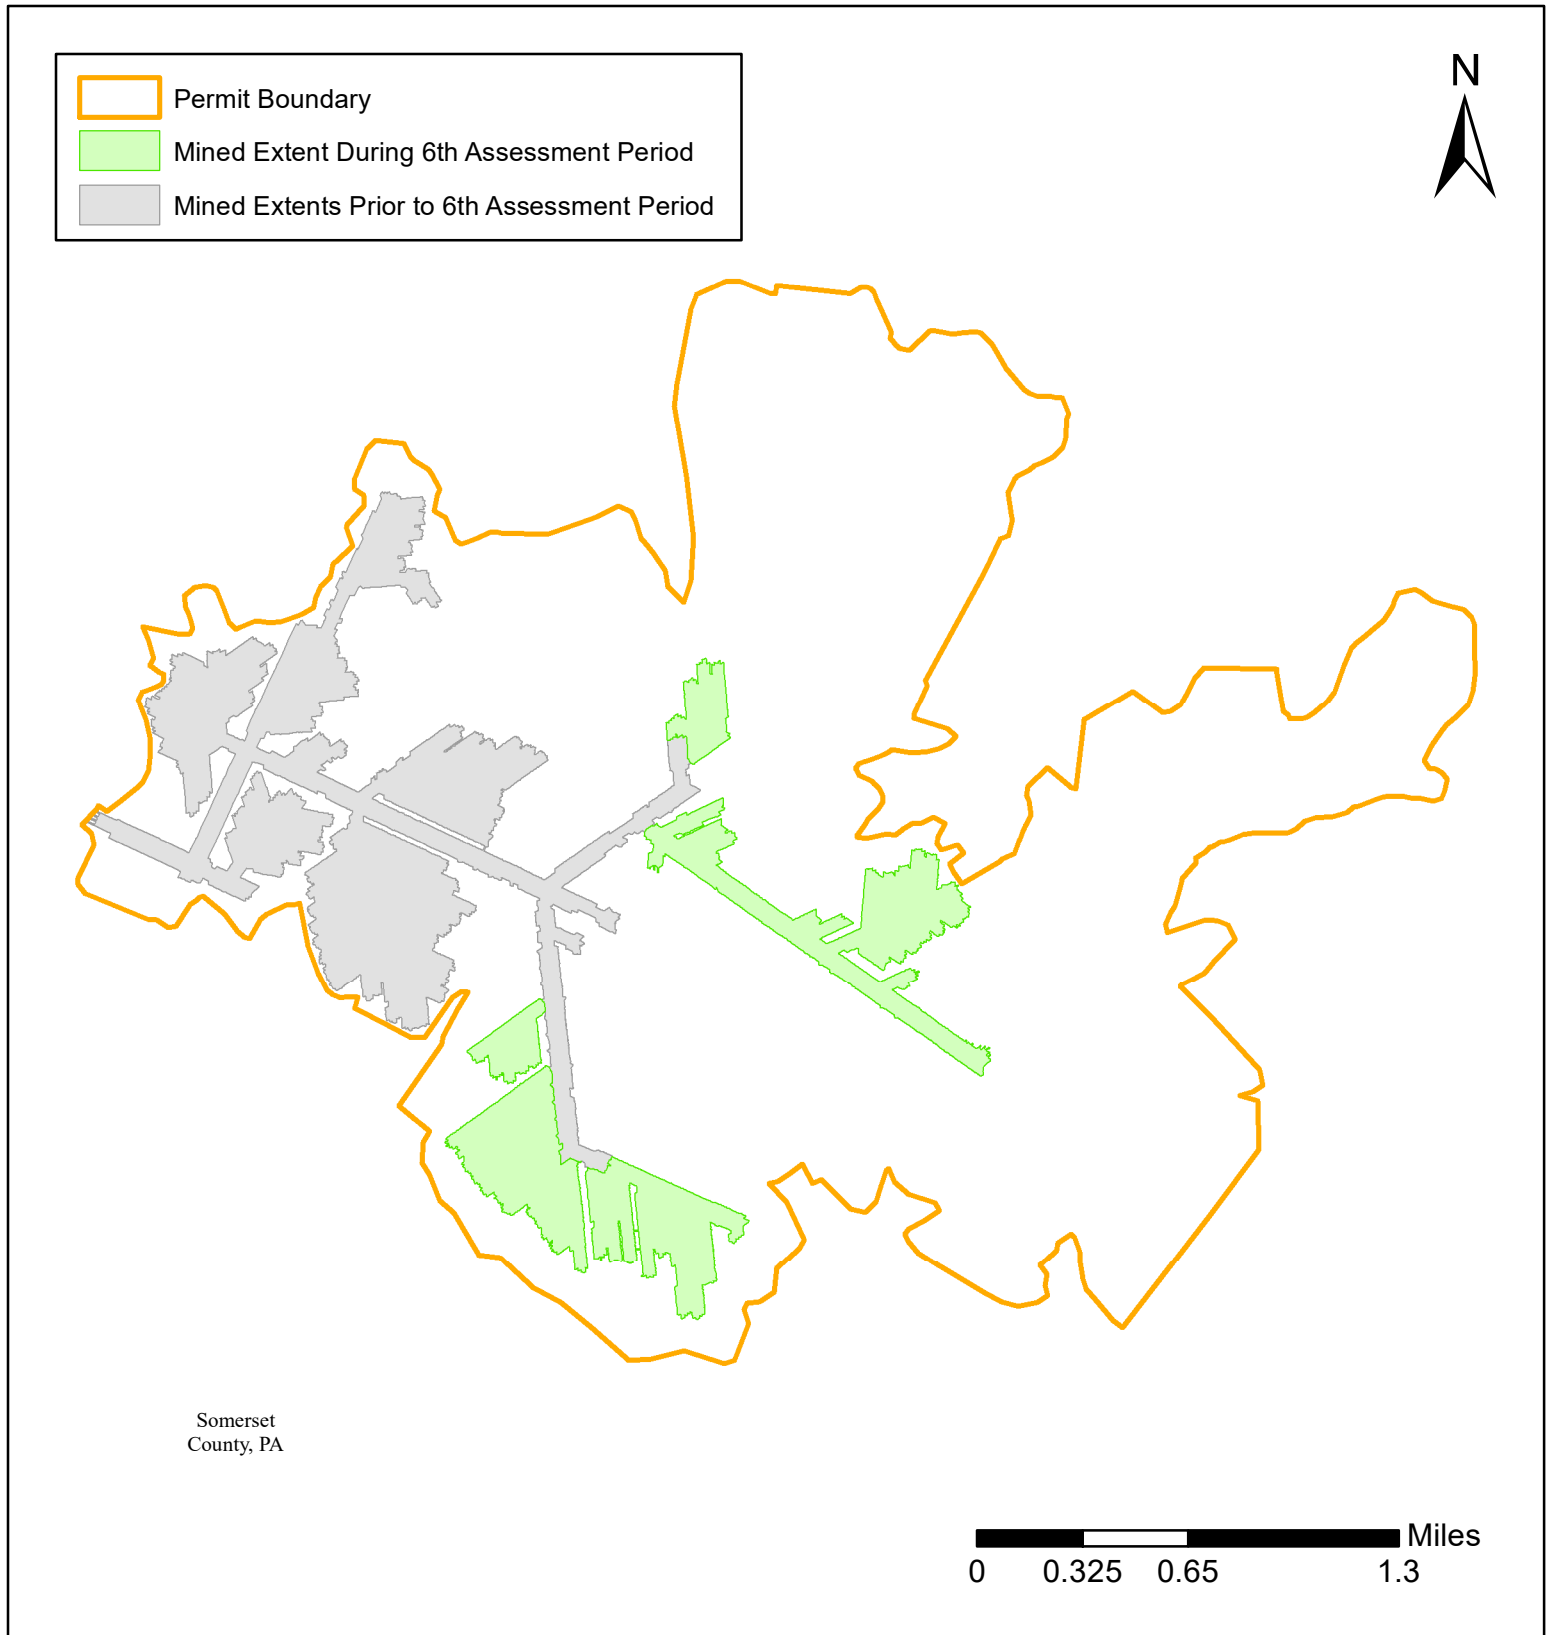 Permit Boundary
Mined Extent During 6th Assessment Period
Mined Extents Prior to 6th Assessment Period
N
Somerset
County, PA
Miles
0 0.325 0.65 1.3